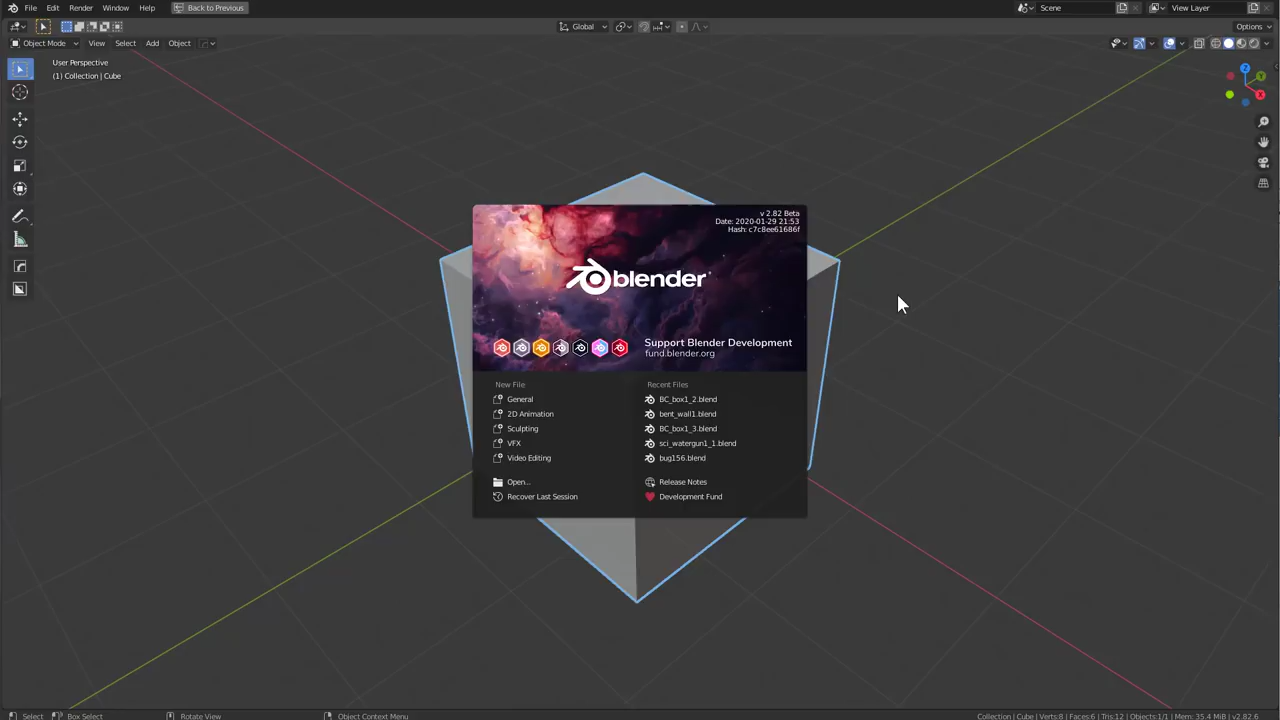 File Edit Render Window Help Back to Previous Scene View Layer
Global Options
Object Mode View Select Add Object
User Perspective
(1) Collection | Cube
Z
Y
X
v 2.82 Beta
Date: 2020-01-29 21:53
Hash: c7c8ee61686f
blender
Support Blender Development
fund.blender.org
New File
General
2D Animation
Sculpting
VFX
Video Editing
Open...
Recover Last Session
Recent Files
BC_box1_2.blend
bent_wall1.blend
BC_box1_3.blend
sci_watergun1_1.blend
bug156.blend
Release Notes
Development Fund
Select Box Select Rotate View Object Context Menu Collection | Cube | Verts:8 | Faces:6 | Tris:12 | Objects:1/1 | Mem: 35.4 MiB | v2.82.6